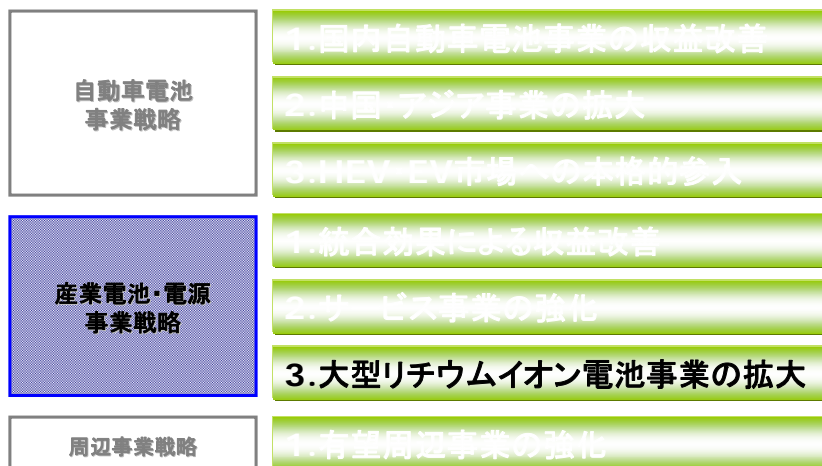 自動車電池
事業戦略
1.国内自動車電池事業の収益改善
2.中国 アジア事業の拡大
3.HEV EV市場への本格的参入
産業電池・電源
事業戦略
1.統合効果による収益改善
2.サービス事業の強化
3.大型リチウムイオン電池事業の拡大
周辺事業戦略
1.有望周辺事業の強化